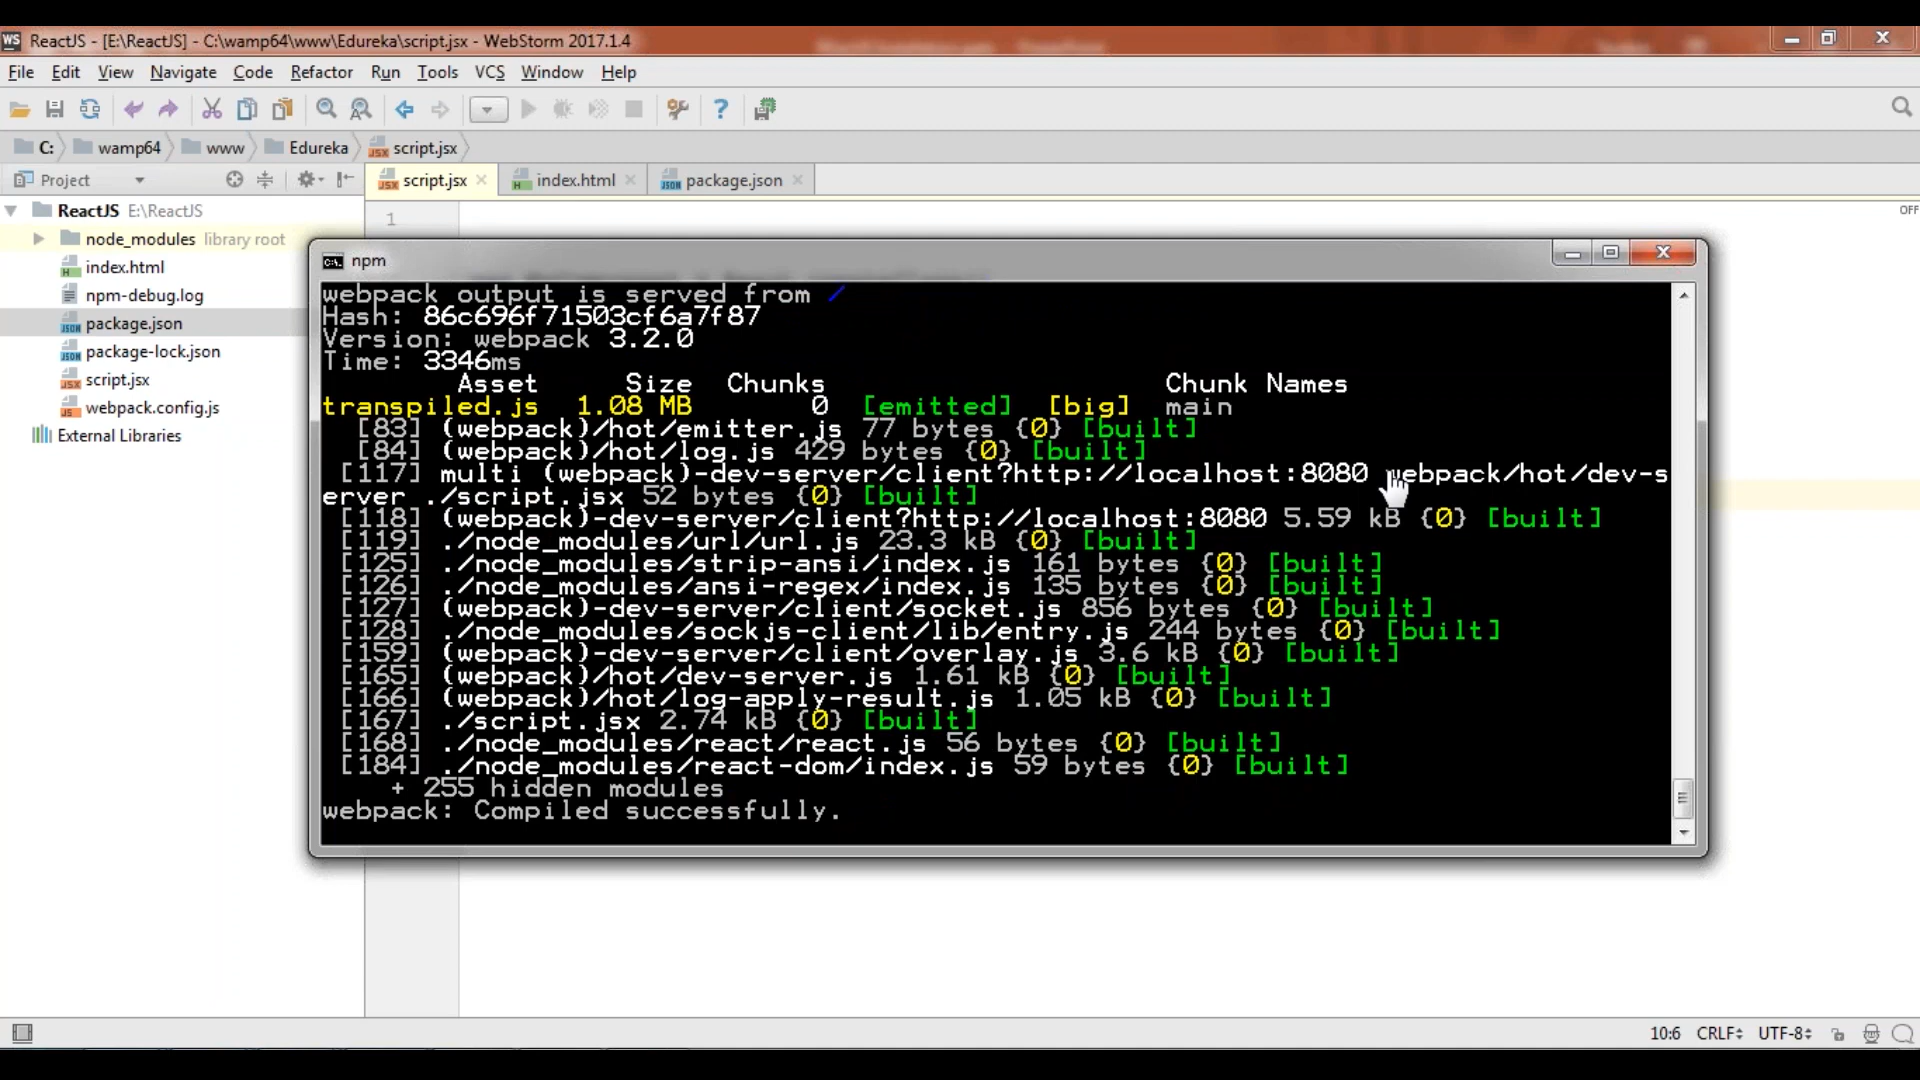 WS ReactJS - [E:\ReactJS] - C:\wamp64\www\Edureka\script.jsx - WebStorm 2017.1.4
File Edit View Navigate Code Refactor Run Tools VCS Window Help
C: wamp64 www Edureka script.jsx
Project
script.jsx index.html package.json
ReactJS E:\ReactJS
1
OFF
node_modules library root
index.html
npm-debug.log
package.json
package-lock.json
script.jsx
webpack.config.js
External Libraries
npm
webpack output is served from /
Hash: 86c696f71503cf6a7f87
Version: webpack 3.2.0
Time: 3346ms
Asset Size Chunks Chunk Names
transpiled.js 1.08 MB 0 [emitted] [big] main
[83] (webpack)/hot/emitter.js 77 bytes {0} [built]
[84] (webpack)/hot/log.js 429 bytes {0} [built]
[117] multi (webpack)-dev-server/client?http://localhost:8080 webpack/hot/dev-s
erver ./script.jsx 52 bytes {0} [built]
[118] (webpack)-dev-server/client?http://localhost:8080 5.59 kB {0} [built]
[119] ./node_modules/url/url.js 23.3 kB {0} [built]
[125] ./node_modules/strip-ansi/index.js 161 bytes {0} [built]
[126] ./node_modules/ansi-regex/index.js 135 bytes {0} [built]
[127] (webpack)-dev-server/client/socket.js 856 bytes {0} [built]
[128] ./node_modules/sockjs-client/lib/entry.js 244 bytes {0} [built]
[159] (webpack)-dev-server/client/overlay.js 3.6 kB {0} [built]
[165] (webpack)/hot/dev-server.js 1.61 kB {0} [built]
[166] (webpack)/hot/log-apply-result.js 1.05 kB {0} [built]
[167] ./script.jsx 2.74 kB {0} [built]
[168] ./node_modules/react/react.js 56 bytes {0} [built]
[184] ./node_modules/react-dom/index.js 59 bytes {0} [built]
+ 255 hidden modules
webpack: Compiled successfully.
10:6 CRLF UTF-8